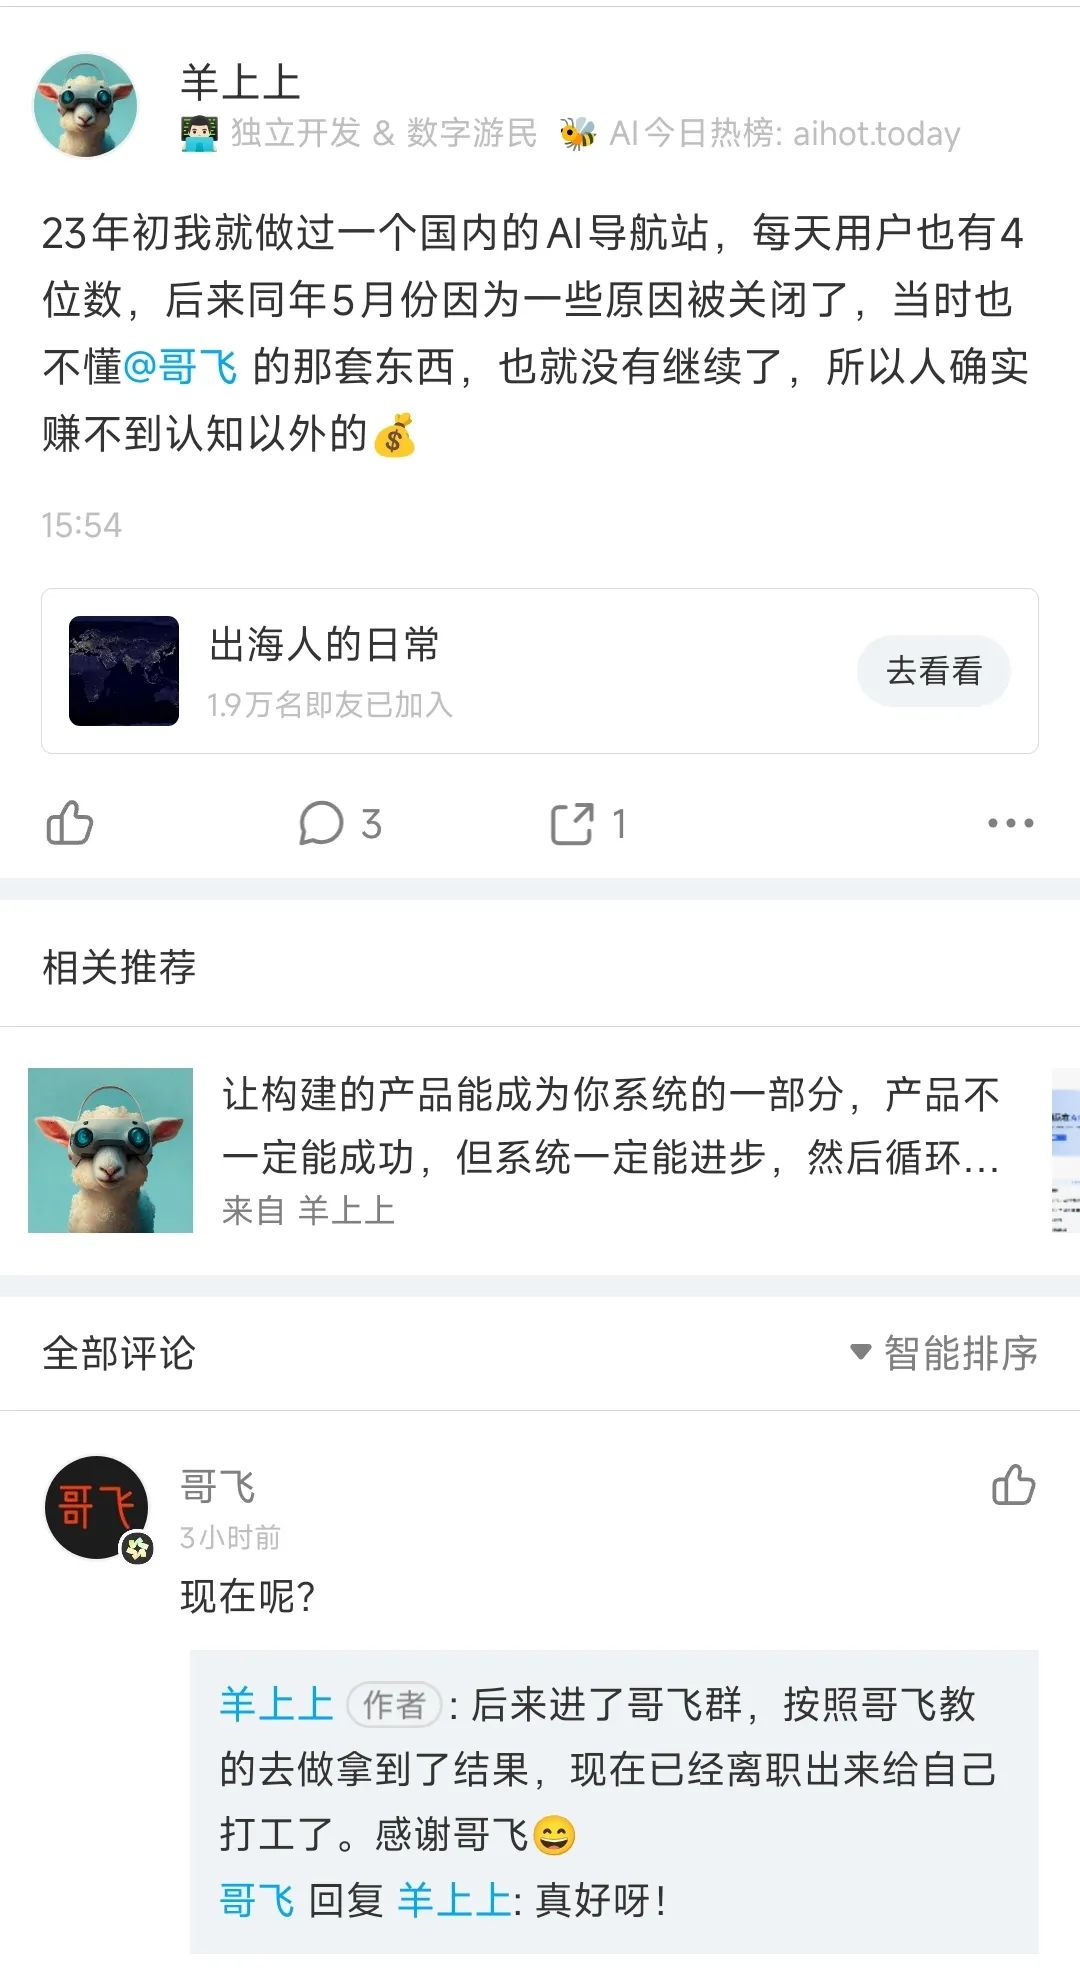 羊上上
独立开发 & 数字游民 AI今日热榜: aihot.today
23年初我就做过一个国内的AI导航站，每天用户也有4
位数，后来同年5月份因为一些原因被关闭了，当时也
不懂@哥飞 的那套东西，也就没有继续了，所以人确实
赚不到认知以外的💰
15:54
出海人的日常
1.9万名即友已加入
去看看
3
1
相关推荐
让构建的产品能成为你系统的一部分，产品不
一定能成功，但系统一定能进步，然后循环...
来自 羊上上
全部评论
智能排序
哥飞
哥飞
3小时前
现在呢？
羊上上 作者 : 后来进了哥飞群，按照哥飞教
的去做拿到了结果，现在已经离职出来给自己
打工了。感谢哥飞😄
哥飞 回复 羊上上: 真好呀！